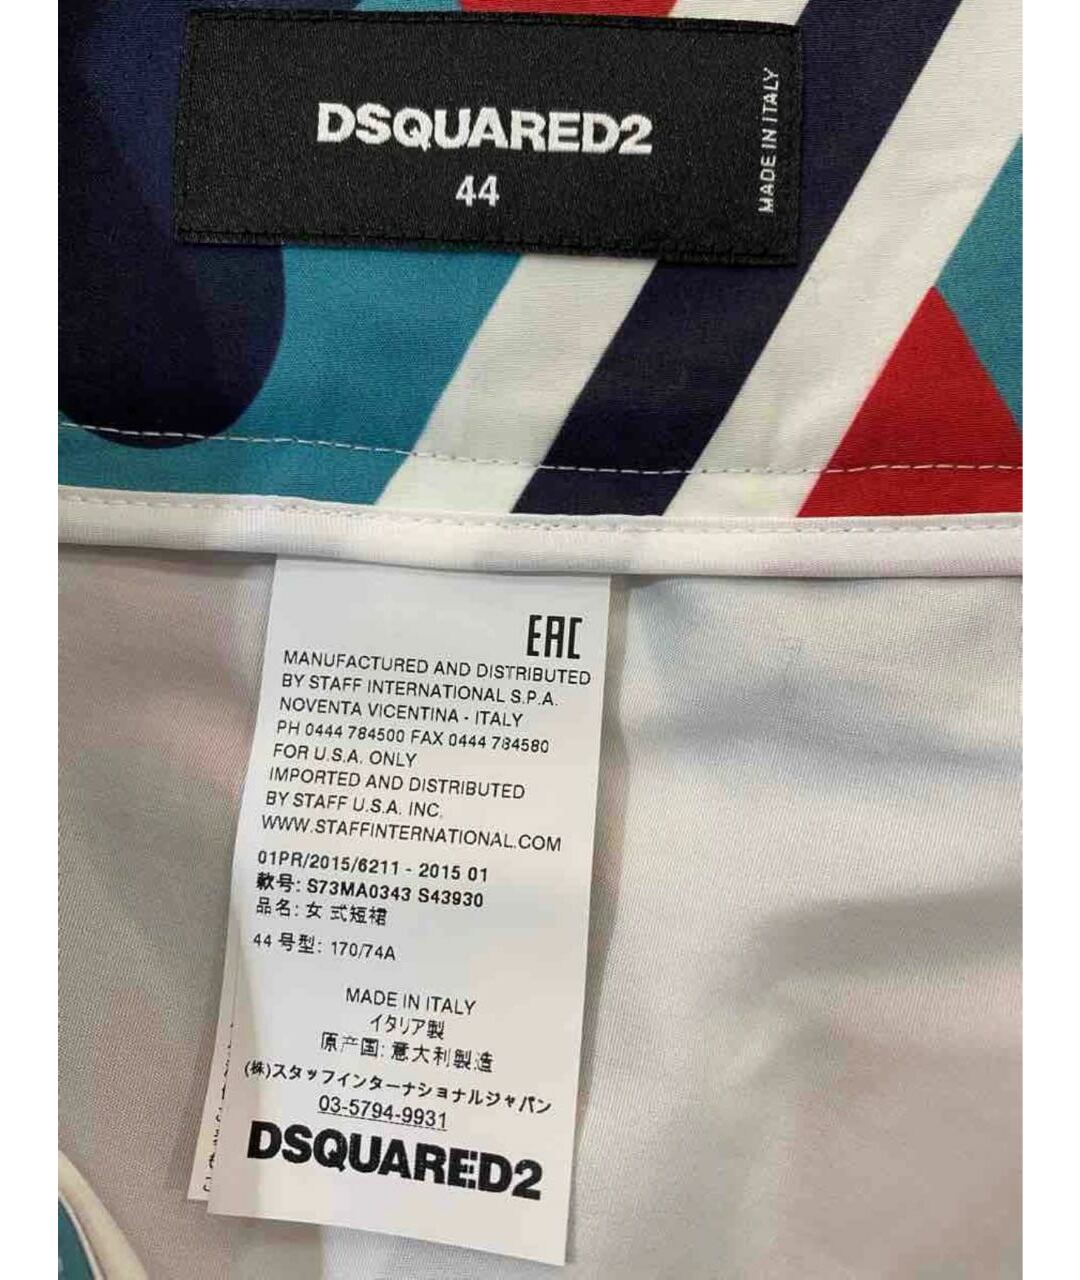 DSQUARED2
44
MADE IN ITALY
EAC
MANUFACTURED AND DISTRIBUTED
BY STAFF INTERNATIONAL S.P.A.
NOVENTA VICENTINA - ITALY
PH 0444 784500 FAX 0444 784580
FOR U.S.A. ONLY
IMPORTED AND DISTRIBUTED
BY STAFF U.S.A. INC.
WWW.STAFFINTERNATIONAL.COM
01PR/2015/6211 - 2015 01
款号: S73MA0343 S43930
品名: 女 式短裙
44 号型: 170/74A
MADE IN ITALY
イタリア製
原产国: 意大利製造
(株)スタッフインターナショナルジャパン
03-5794-9931
DSQUARED2